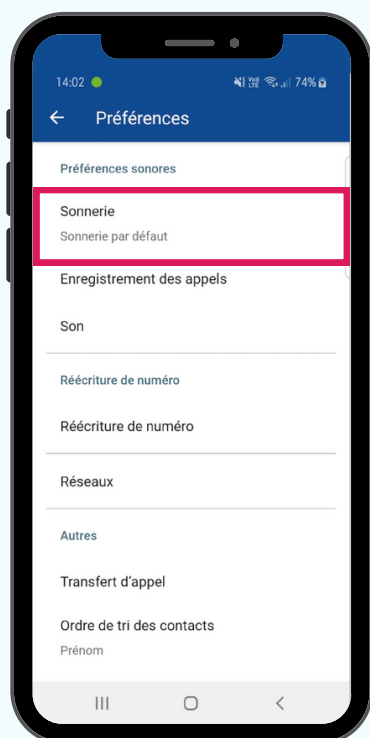 14:02 74%
Préférences
Préférences sonores
Sonnerie
Sonnerie par défaut
Enregistrement des appels
Son
Réécriture de numéro
Réécriture de numéro
Réseaux
Autres
Transfert d'appel
Ordre de tri des contacts
Prénom